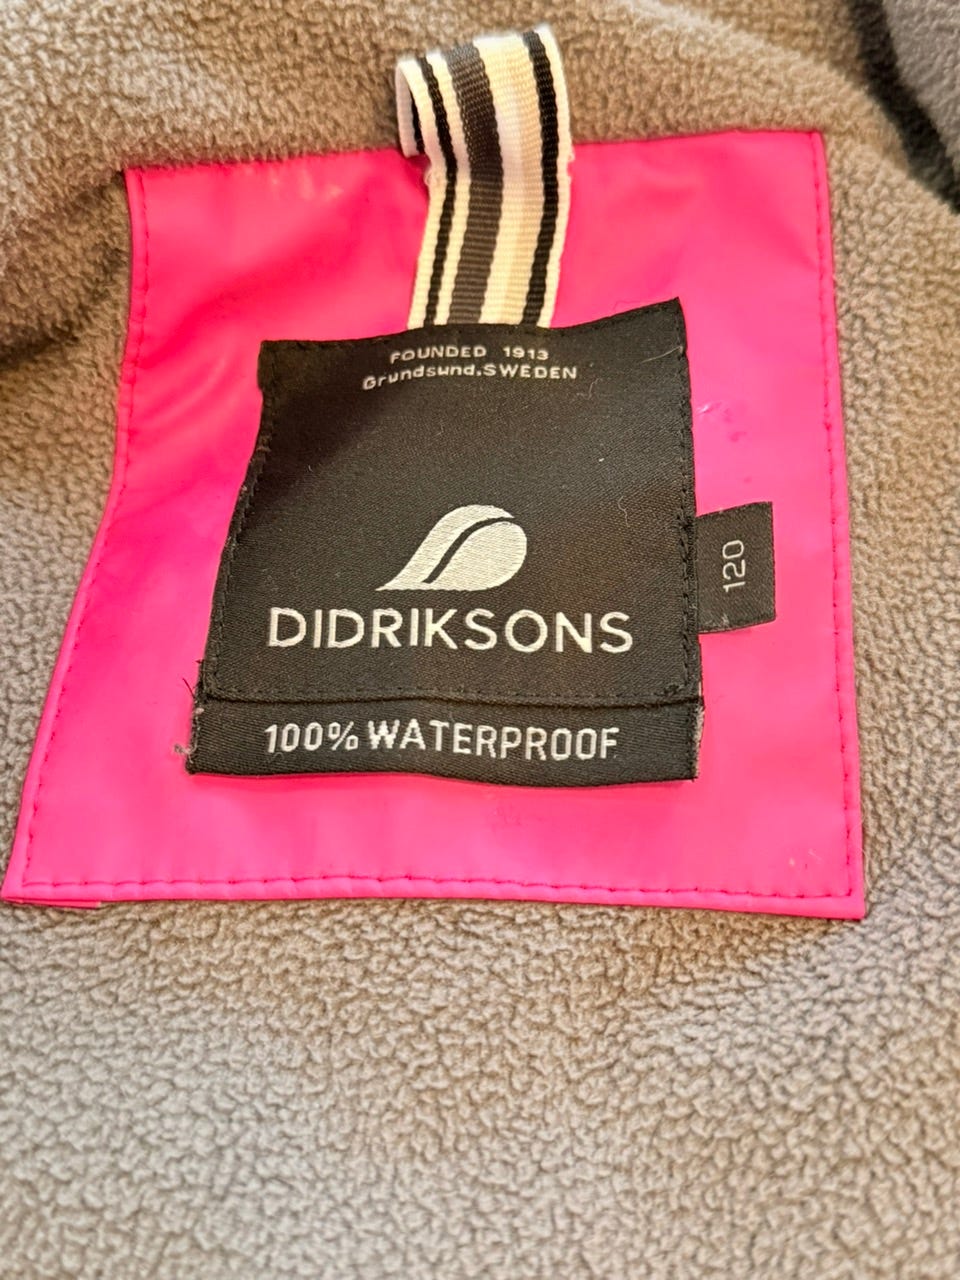 FOUNDED 1913
Grundsund.SWEDEN
DIDRIKSONS
120
100% WATERPROOF